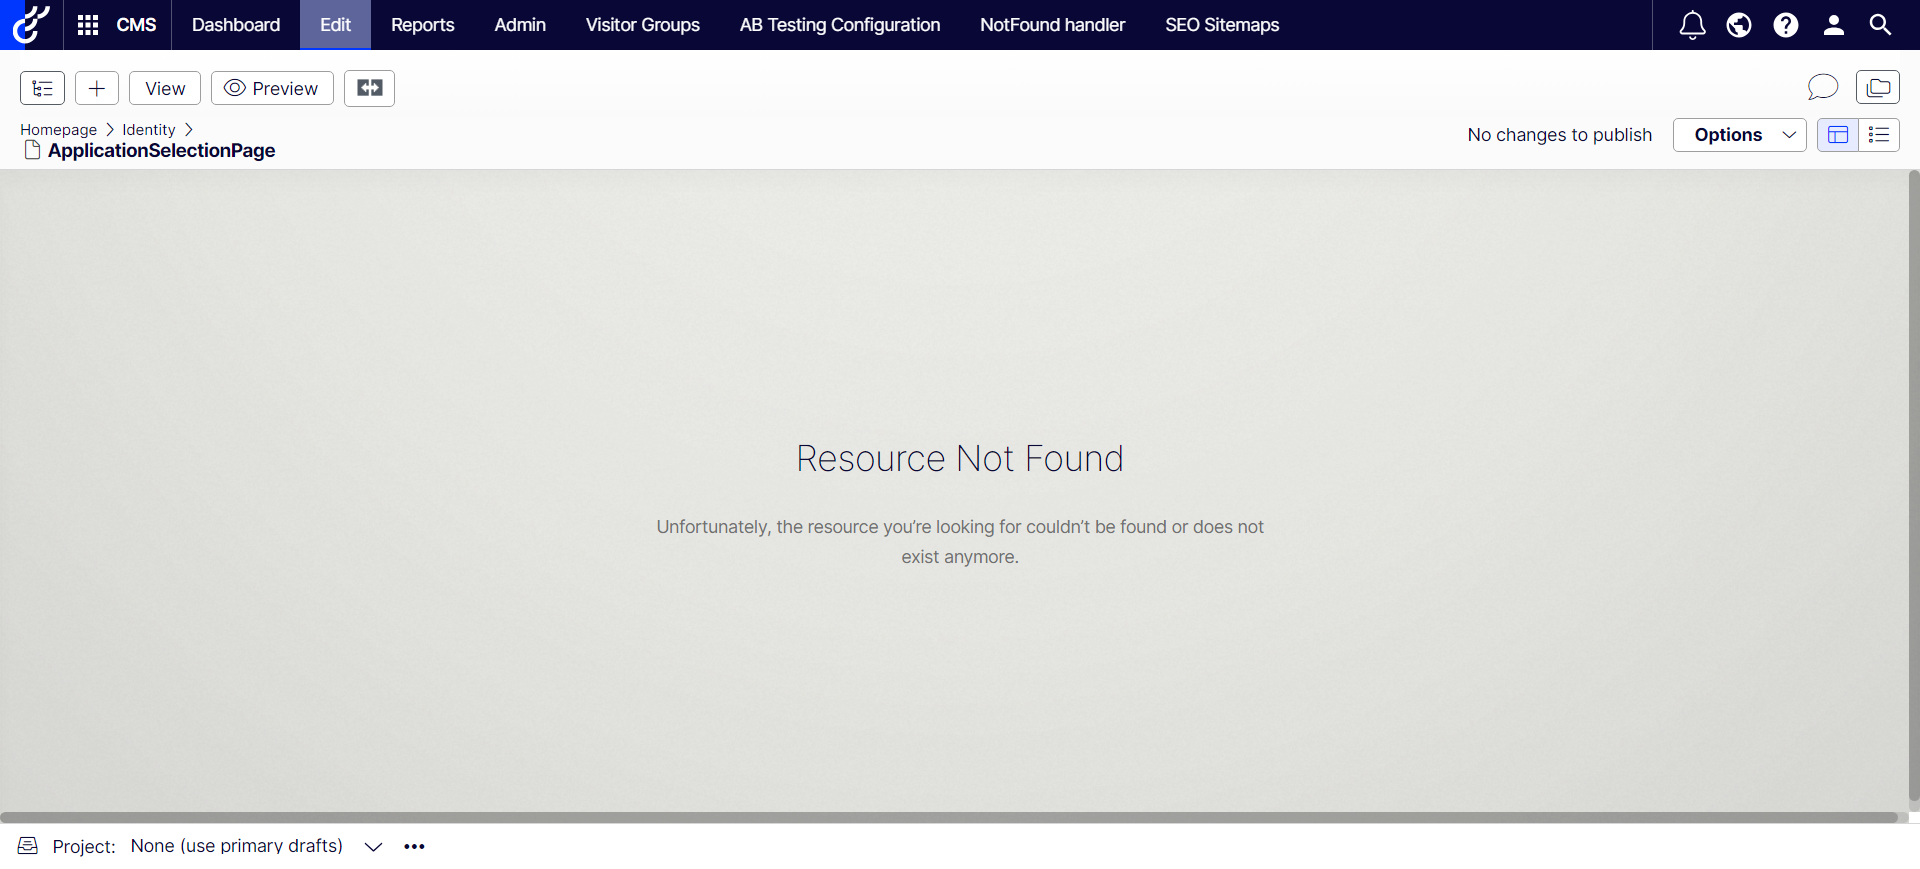 CMS Dashboard Edit Reports Admin Visitor Groups AB Testing Configuration NotFound handler SEO Sitemaps
View Preview
Homepage Identity
ApplicationSelectionPage
No changes to publish Options
Resource Not Found
Unfortunately, the resource you’re looking for couldn’t be found or does not
exist anymore.
Project: None (use primary drafts)